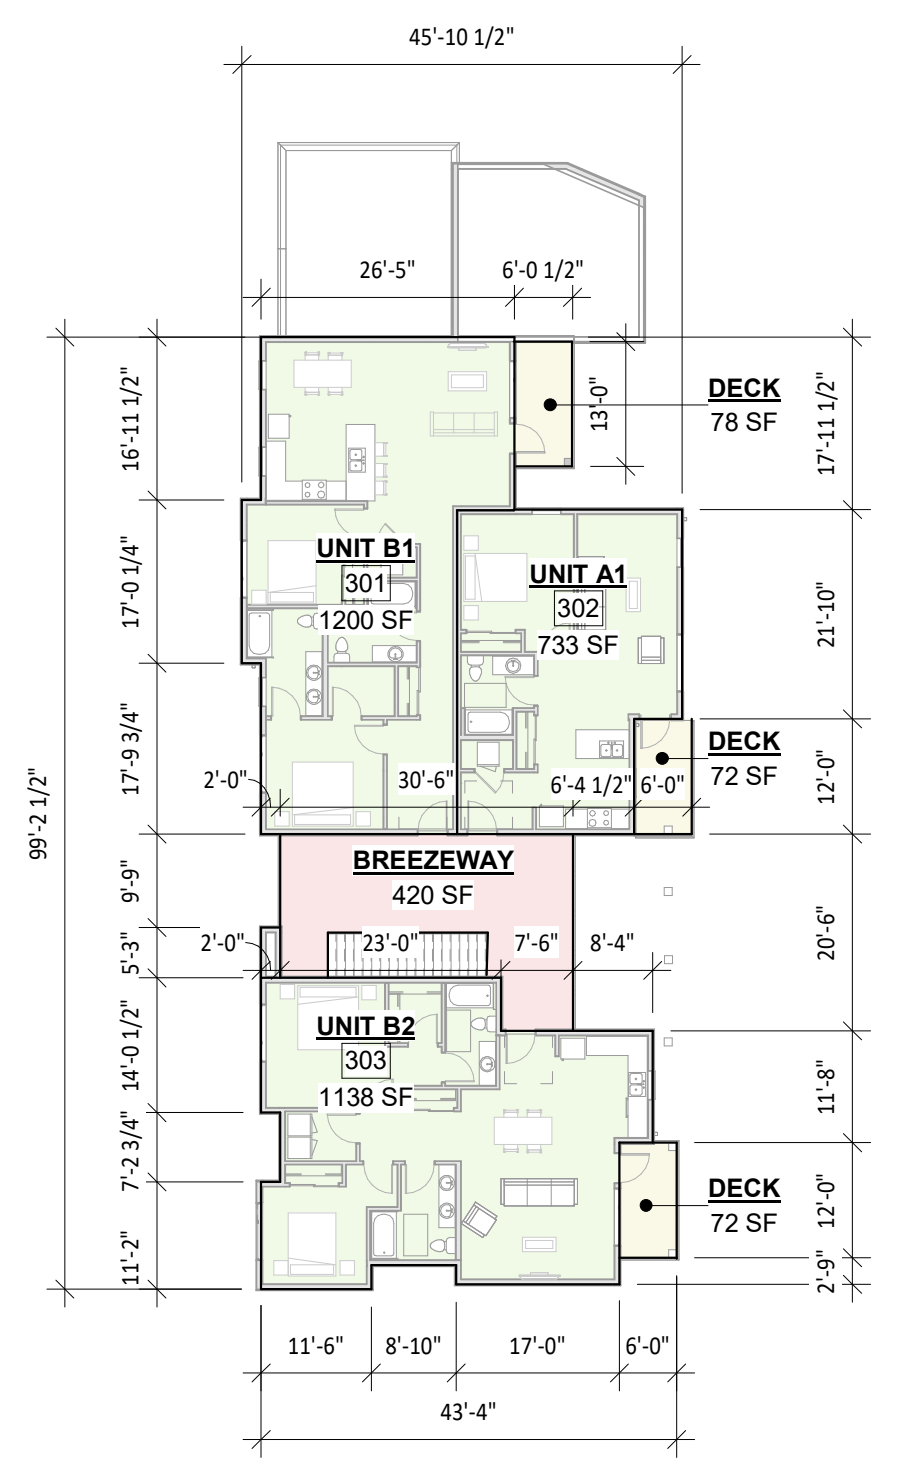 45'-10 1/2"
26'-5"
6'-0 1/2"
16'-11 1/2"
13'-0"
DECK
78 SF
17'-11 1/2"
17'-0 1/4"
UNIT B1
301
1200 SF
UNIT A1
302
733 SF
21'-10"
99'-2 1/2"
17'-9 3/4"
2'-0"
30'-6"
6'-4 1/2"
6'-0"
DECK
72 SF
12'-0"
9'-9"
BREEZEWAY
420 SF
20'-6"
5'-3"
2'-0"
23'-0"
7'-6"
8'-4"
14'-0 1/2"
UNIT B2
303
1138 SF
11'-8"
7'-2 3/4"
DECK
72 SF
12'-0"
11'-2"
2'-9"
11'-6"
8'-10"
17'-0"
6'-0"
43'-4"